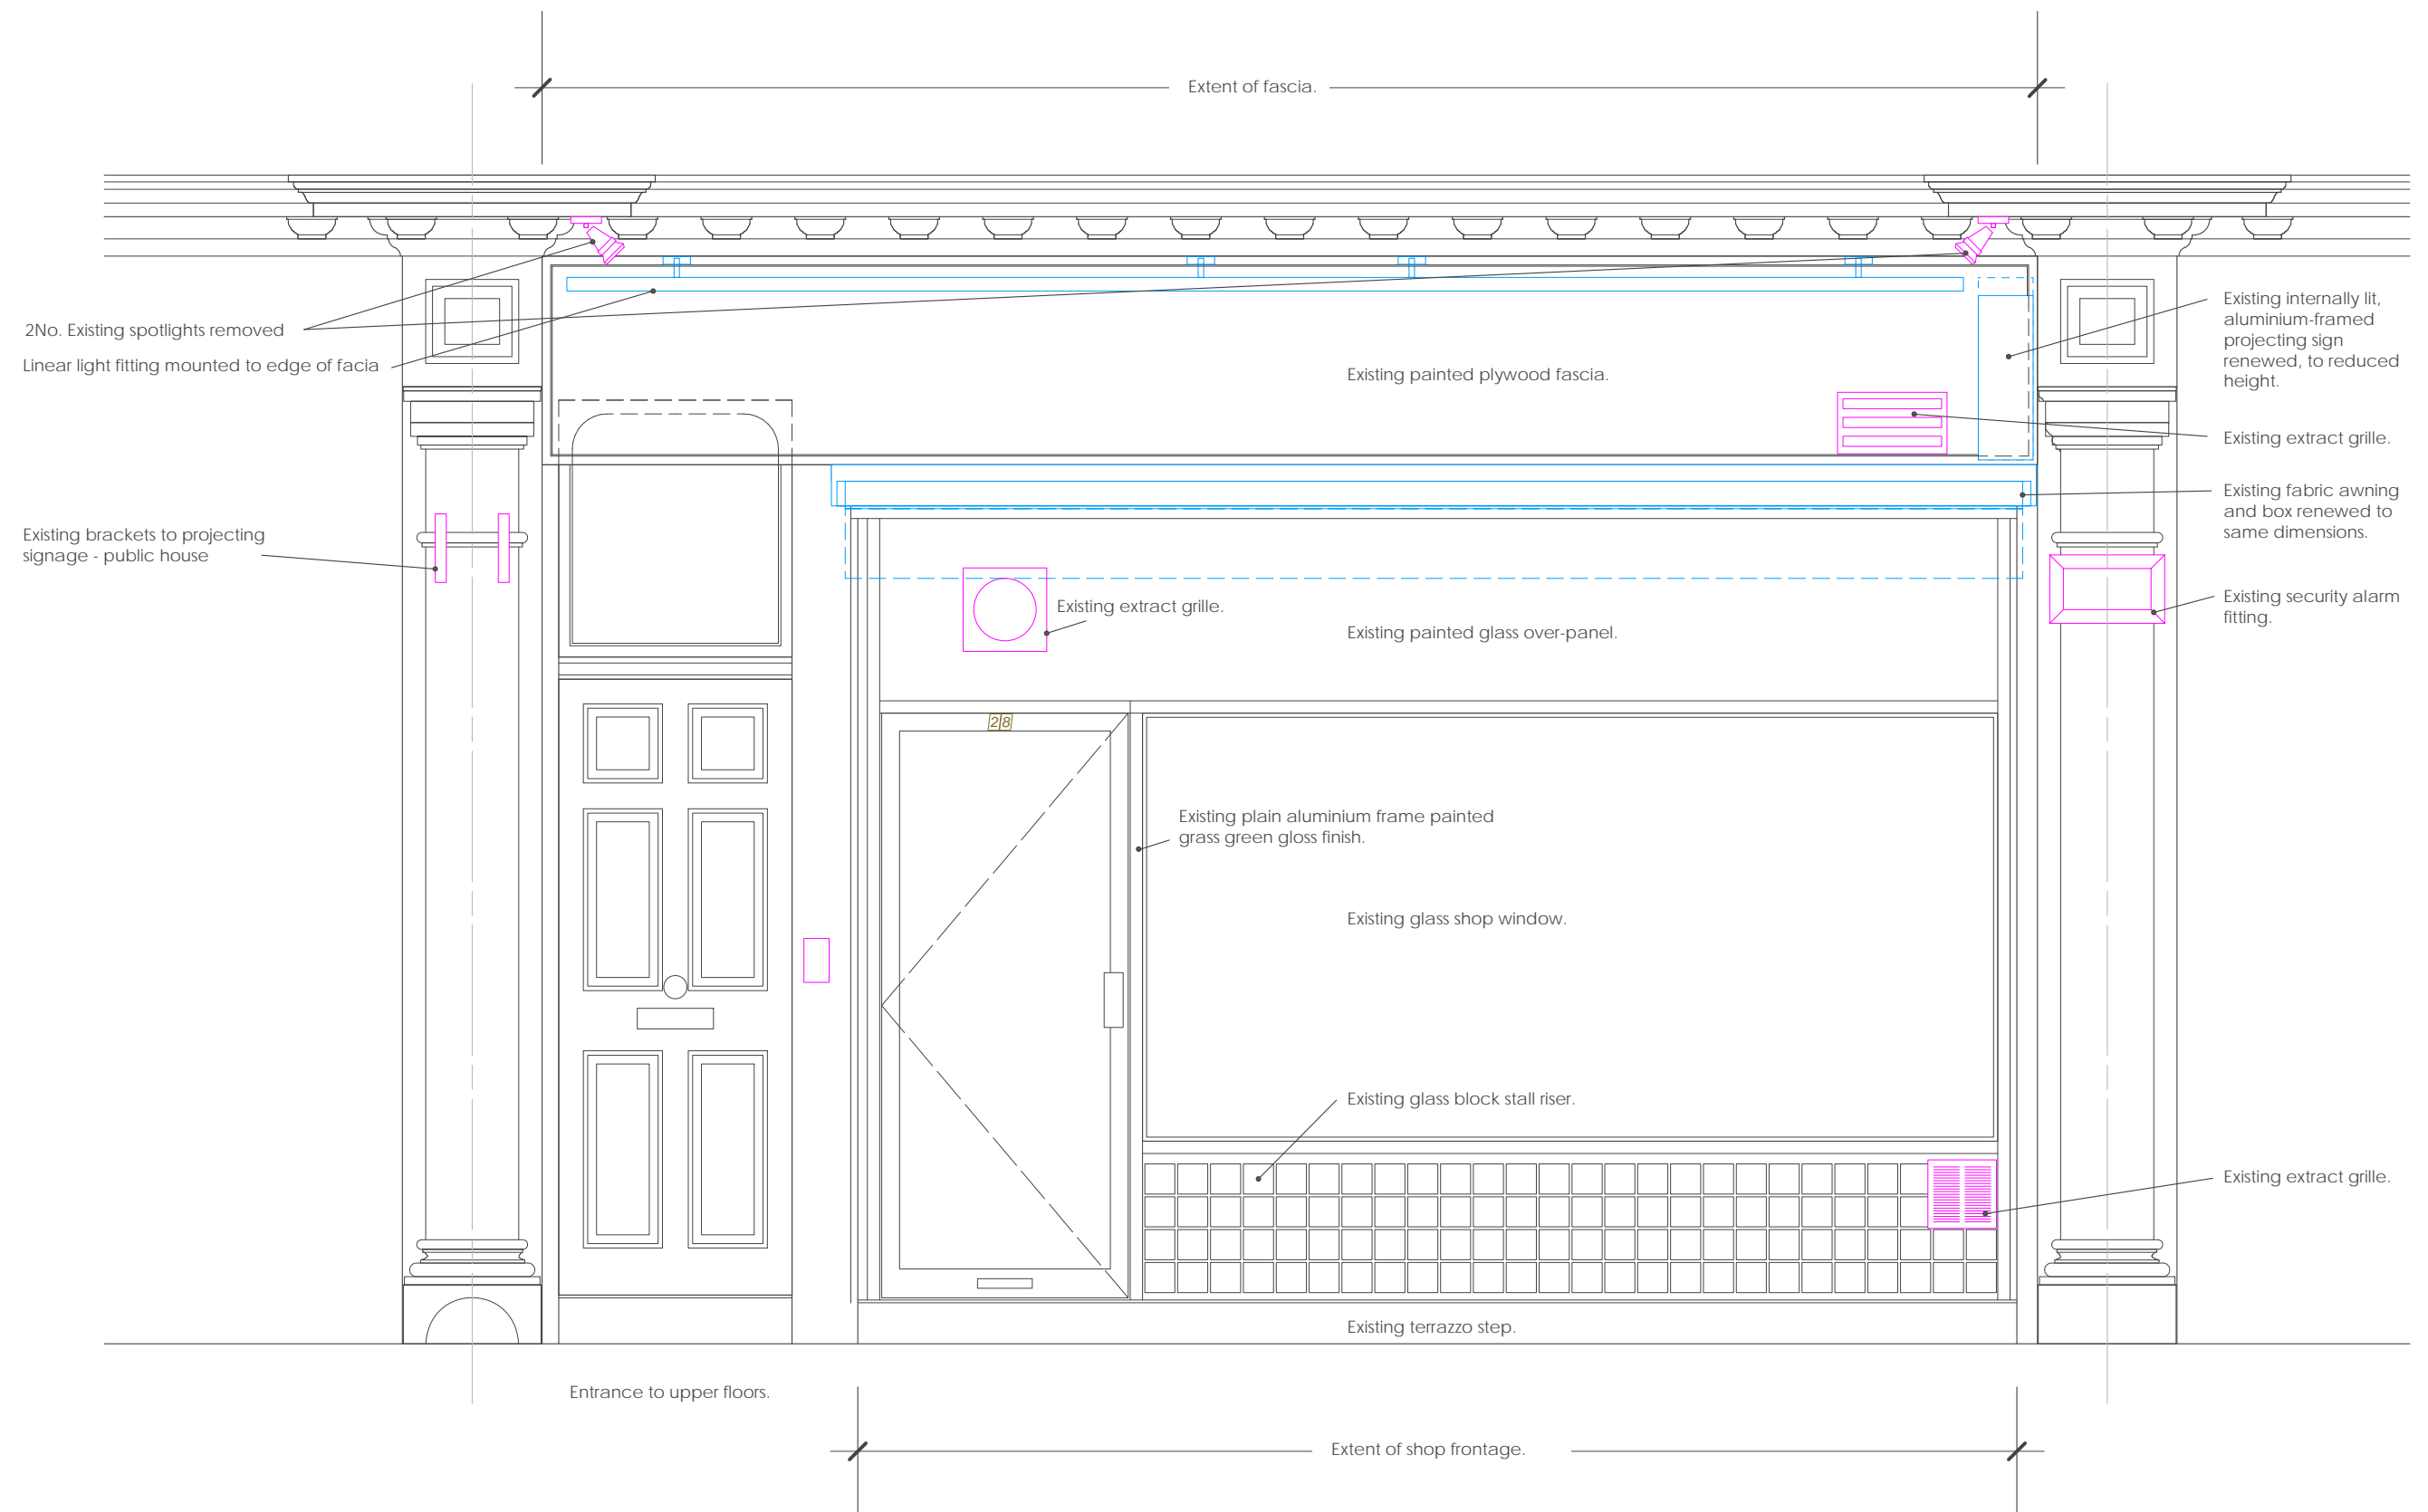 Extent of fascia.
2No. Existing spotlights removed
Linear light fitting mounted to edge of facia
Existing painted plywood fascia.
Existing internally lit,
aluminium-framed
projecting sign
renewed, to reduced
height.
Existing extract grille.
Existing fabric awning
and box renewed to
same dimensions.
Existing brackets to projecting
signage - public house
Existing extract grille.
Existing painted glass over-panel.
Existing security alarm
fitting.
28
Existing plain aluminium frame painted
grass green gloss finish.
Existing glass shop window.
Existing glass block stall riser.
Existing extract grille.
Existing terrazzo step.
Entrance to upper floors.
Extent of shop frontage.